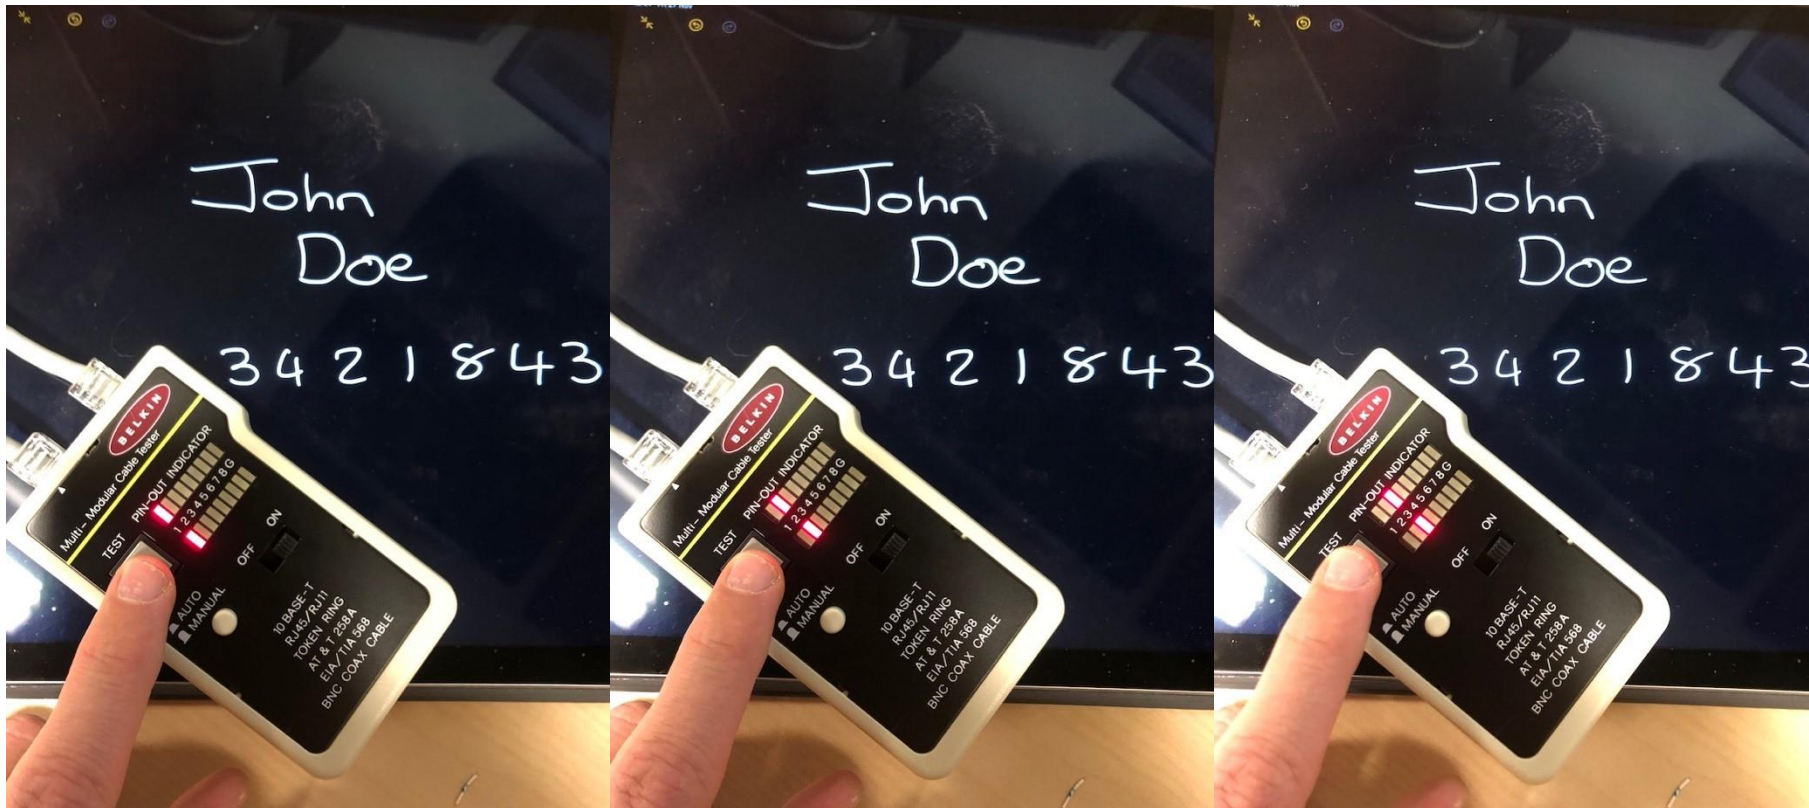 John
Doe
3421843
BELKIN
Multi-Modular Cable Tester
PIN-OUT INDICATOR
12345678G
TEST
OFF
ON
AUTO
MANUAL
10 BASE-T
RJ45/RJ11
TOKEN RING
AT & T 258A
EIA/TIA 568
BNC COAX CABLE
John
Doe
3421843
BELKIN
Multi-Modular Cable Tester
PIN-OUT INDICATOR
12345678G
TEST
OFF
ON
AUTO
MANUAL
10 BASE-T
RJ45/RJ11
TOKEN RING
AT & T 258A
EIA/TIA 568
BNC COAX CABLE
John
Doe
3421843
BELKIN
Multi-Modular Cable Tester
PIN-OUT INDICATOR
12345678G
TEST
OFF
ON
AUTO
MANUAL
10 BASE-T
RJ45/RJ11
TOKEN RING
AT & T 258A
EIA/TIA 568
BNC COAX CABLE